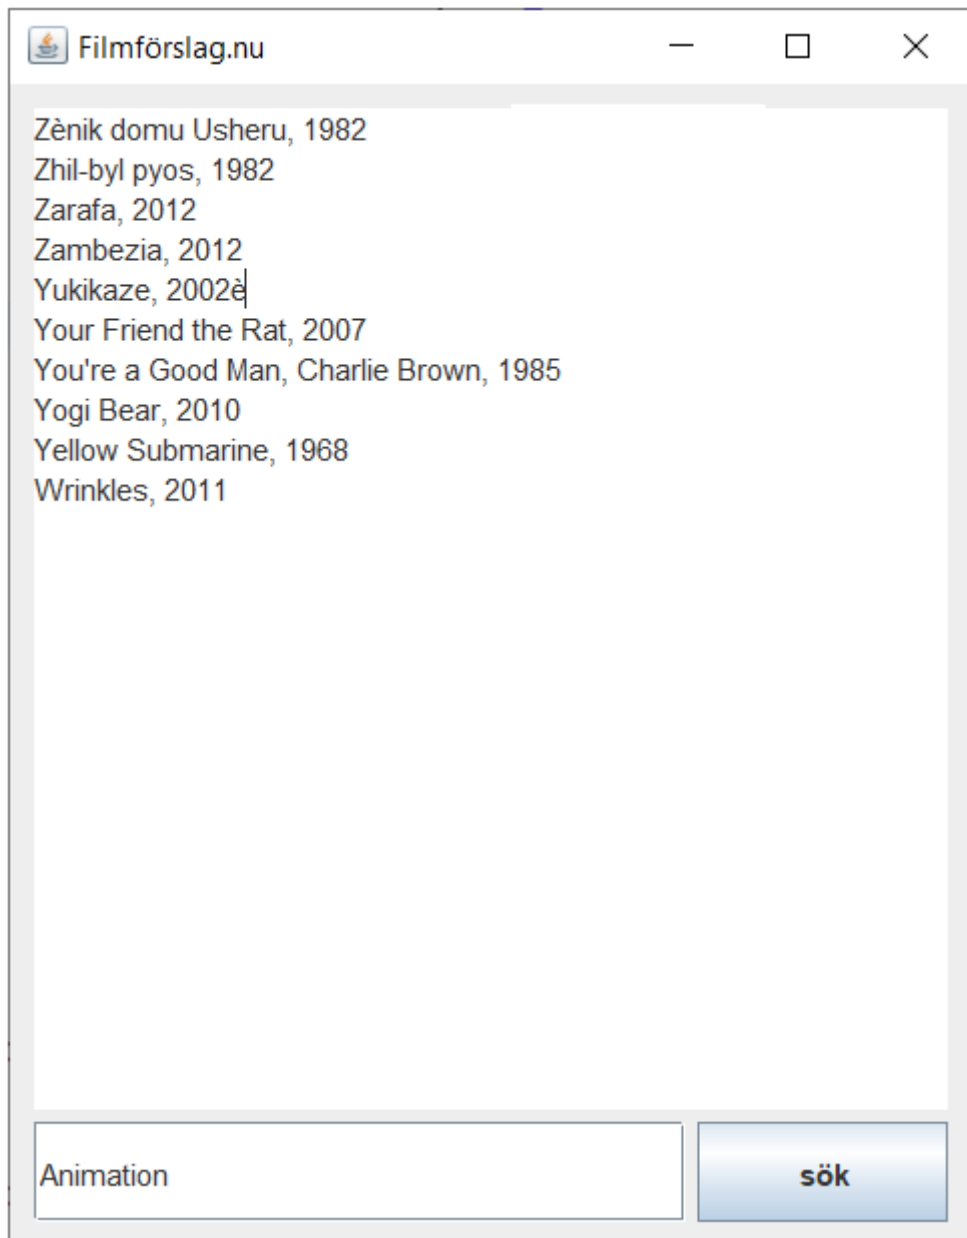 Filmförslag.nu
Zènik domu Usheru, 1982
Zhil-byl pyos, 1982
Zarafa, 2012
Zambezia, 2012
Yukikaze, 2002è
Your Friend the Rat, 2007
You're a Good Man, Charlie Brown, 1985
Yogi Bear, 2010
Yellow Submarine, 1968
Wrinkles, 2011
Animation
sök